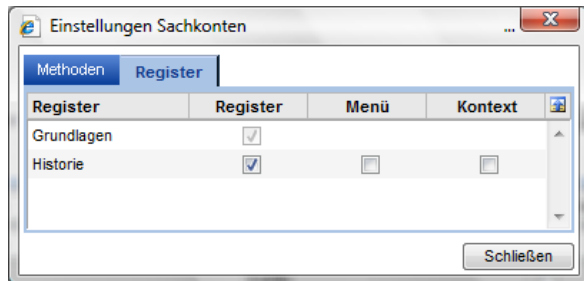 Einstellungen Sachkonten ...
Methoden Register
Register Register Menü Kontext
Grundlagen
Historie
Schließen